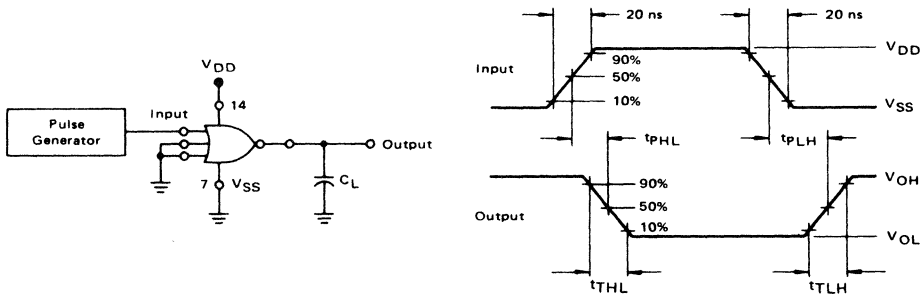 Pulse
Generator
Input
VDD
14
7
VSS
CL
Output
20 ns
20 ns
Input
90%
50%
10%
VDD
VSS
tPHL
tPLH
Output
90%
50%
10%
VOH
VOL
tTHL
tTLH